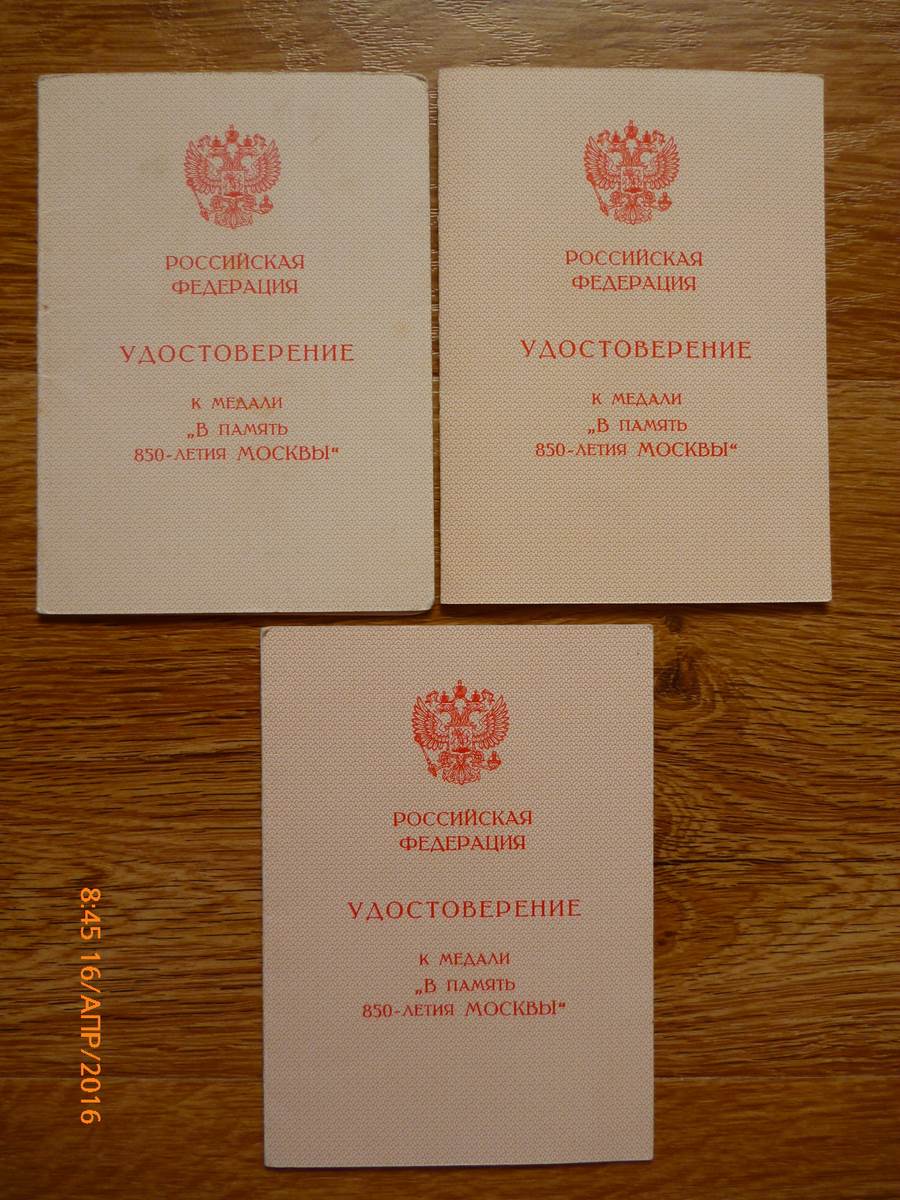 РОССИЙСКАЯ
ФЕДЕРАЦИЯ
УДОСТОВЕРЕНИЕ
К МЕДАЛИ
„В ПАМЯТЬ
850-ЛЕТИЯ МОСКВЫ“
РОССИЙСКАЯ
ФЕДЕРАЦИЯ
УДОСТОВЕРЕНИЕ
К МЕДАЛИ
„В ПАМЯТЬ
850-ЛЕТИЯ МОСКВЫ“
РОССИЙСКАЯ
ФЕДЕРАЦИЯ
УДОСТОВЕРЕНИЕ
К МЕДАЛИ
„В ПАМЯТЬ
850-ЛЕТИЯ МОСКВЫ“
8:45 16/АПР/2016